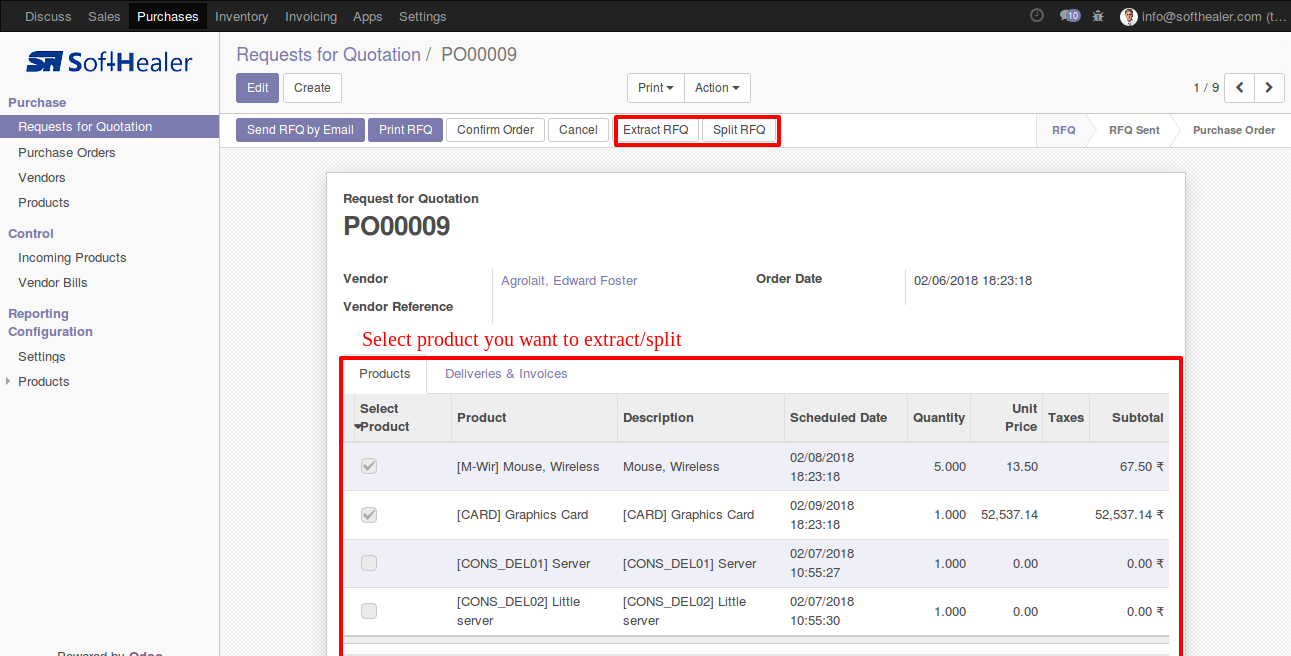 Discuss Sales Purchases Inventory Invoicing Apps Settings 10 info@softhealer.com (t...
SoftHealer
Requests for Quotation / PO00009
Edit Create Print Action 1 / 9
Purchase
Requests for Quotation
Purchase Orders
Vendors
Products
Control
Incoming Products
Vendor Bills
Reporting
Configuration
Settings
Products
Powered by Odoo
Send RFQ by Email Print RFQ Confirm Order Cancel Extract RFQ Split RFQ RFQ RFQ Sent Purchase Order
Request for Quotation
PO00009
Vendor Agrolait, Edward Foster Order Date 02/06/2018 18:23:18
Vendor Reference
Select product you want to extract/split
Products Deliveries & Invoices
Select Product Product Description Scheduled Date Quantity Unit Price Taxes Subtotal
[M-Wir] Mouse, Wireless Mouse, Wireless 02/08/2018 18:23:18 5.000 13.50 67.50 ₹
[CARD] Graphics Card [CARD] Graphics Card 02/09/2018 18:23:18 1.000 52,537.14 52,537.14 ₹
[CONS_DEL01] Server [CONS_DEL01] Server 02/07/2018 10:55:27 1.000 0.00 0.00 ₹
[CONS_DEL02] Little server [CONS_DEL02] Little server 02/07/2018 10:55:30 1.000 0.00 0.00 ₹